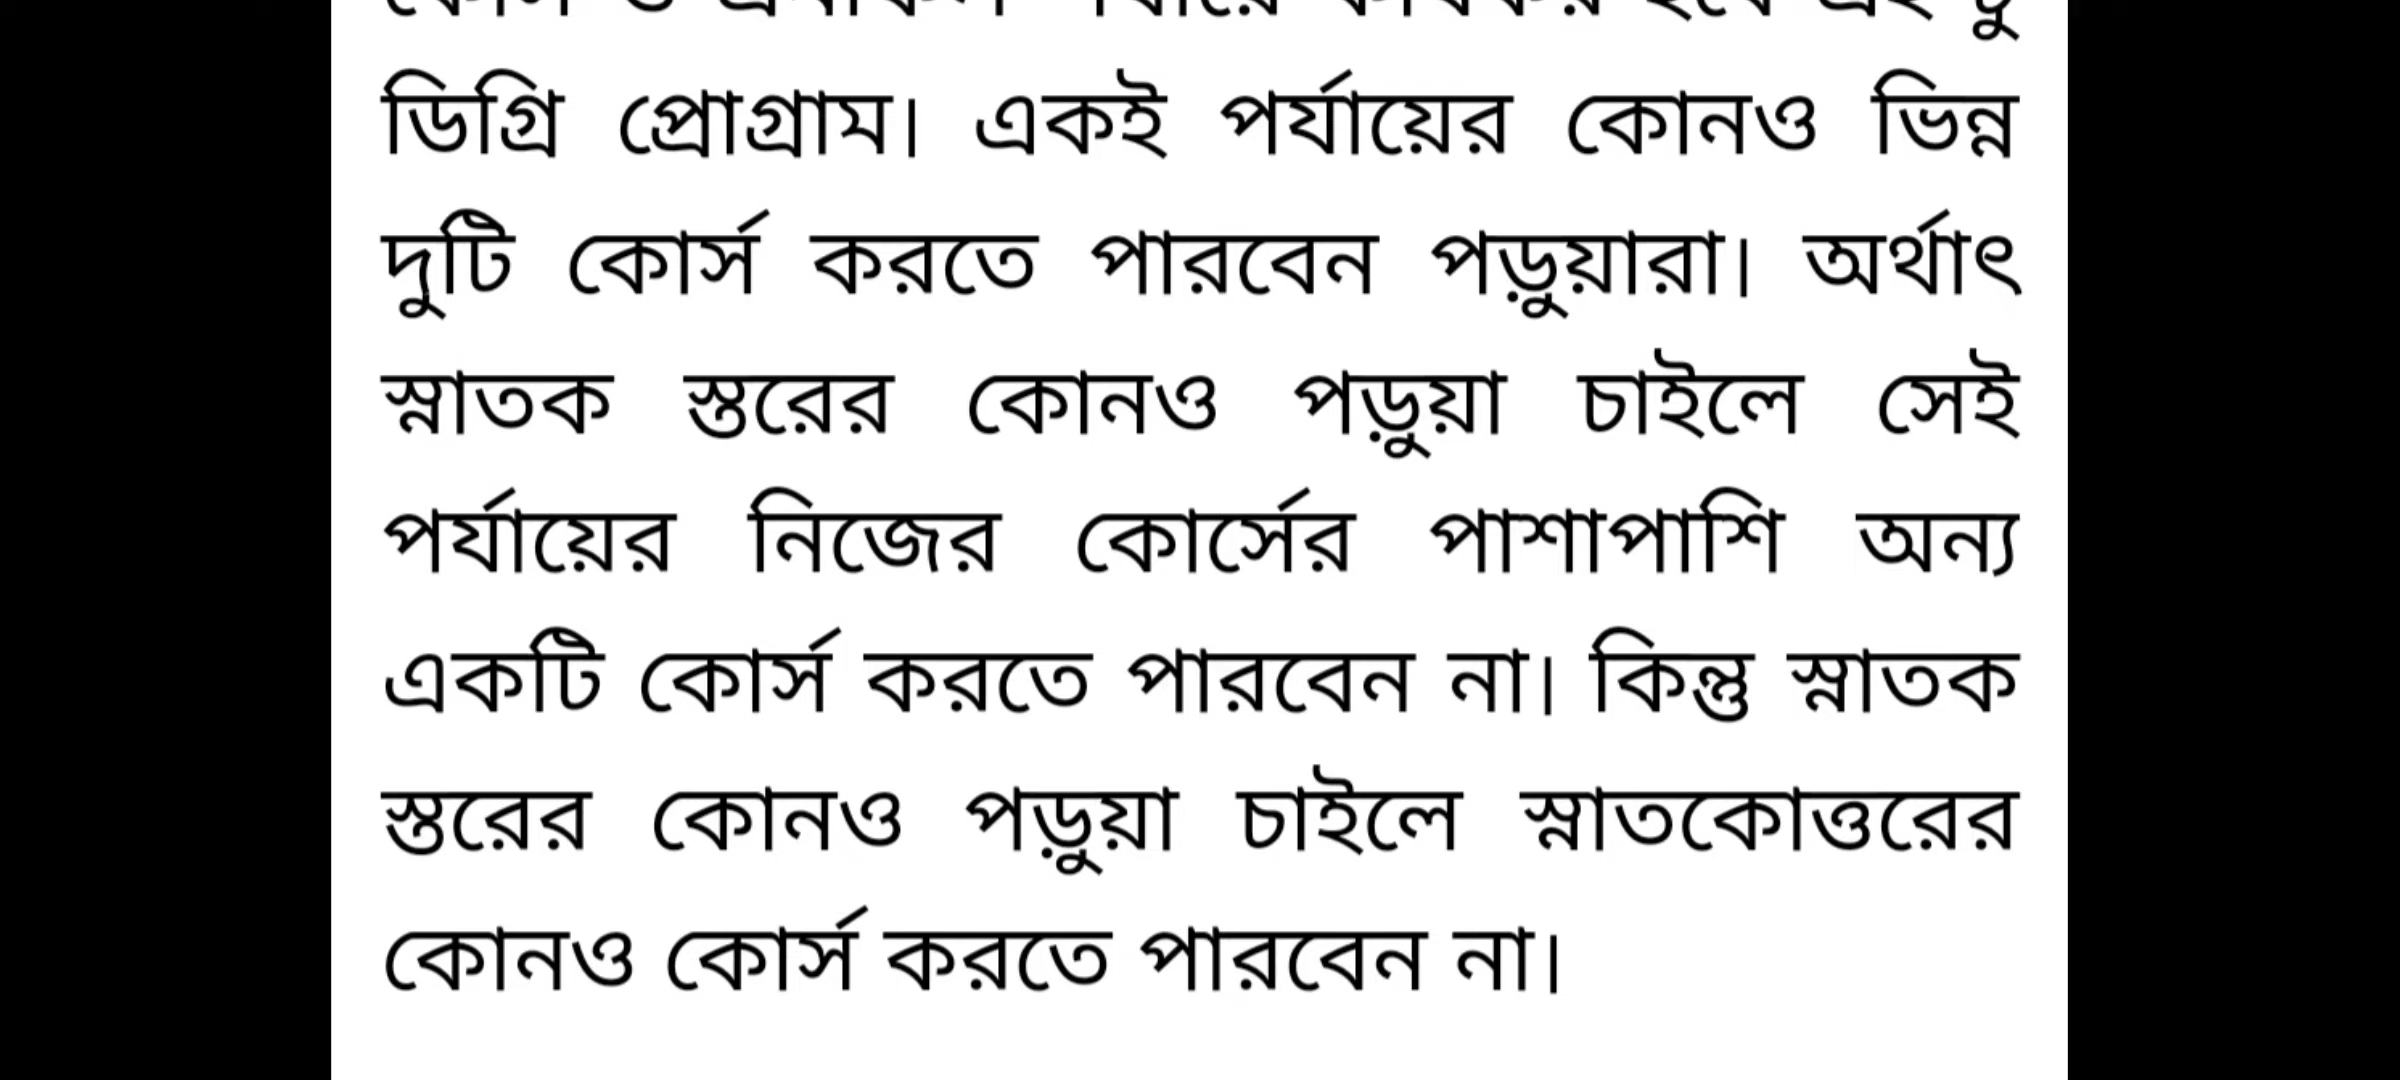 ডিগ্রি প্রোগ্রাম। একই পর্যায়ের কোনও ভিন্ন
দুটি কোর্স করতে পারবেন পড়ুয়ারা। অর্থাৎ
স্নাতক স্তরের কোনও পড়ুয়া চাইলে সেই
পর্যায়ের নিজের কোর্সের পাশাপাশি অন্য
একটি কোর্স করতে পারবেন না। কিন্তু স্নাতক
স্তরের কোনও পড়ুয়া চাইলে স্নাতকোত্তরের
কোনও কোর্স করতে পারবেন না।